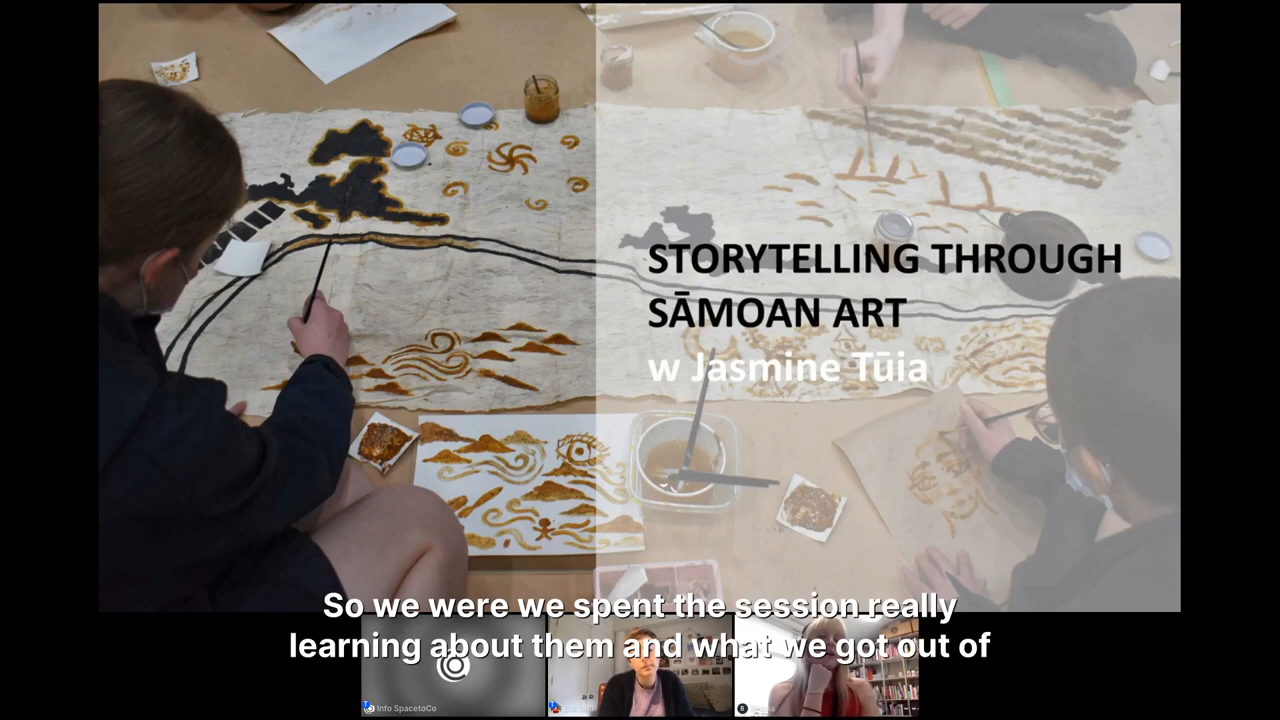 STORYTELLING THROUGH
SĀMOAN ART
w Jasmine Tūia
So we were we spent the session really
learning about them and what we got out of
Info SpacetoCo